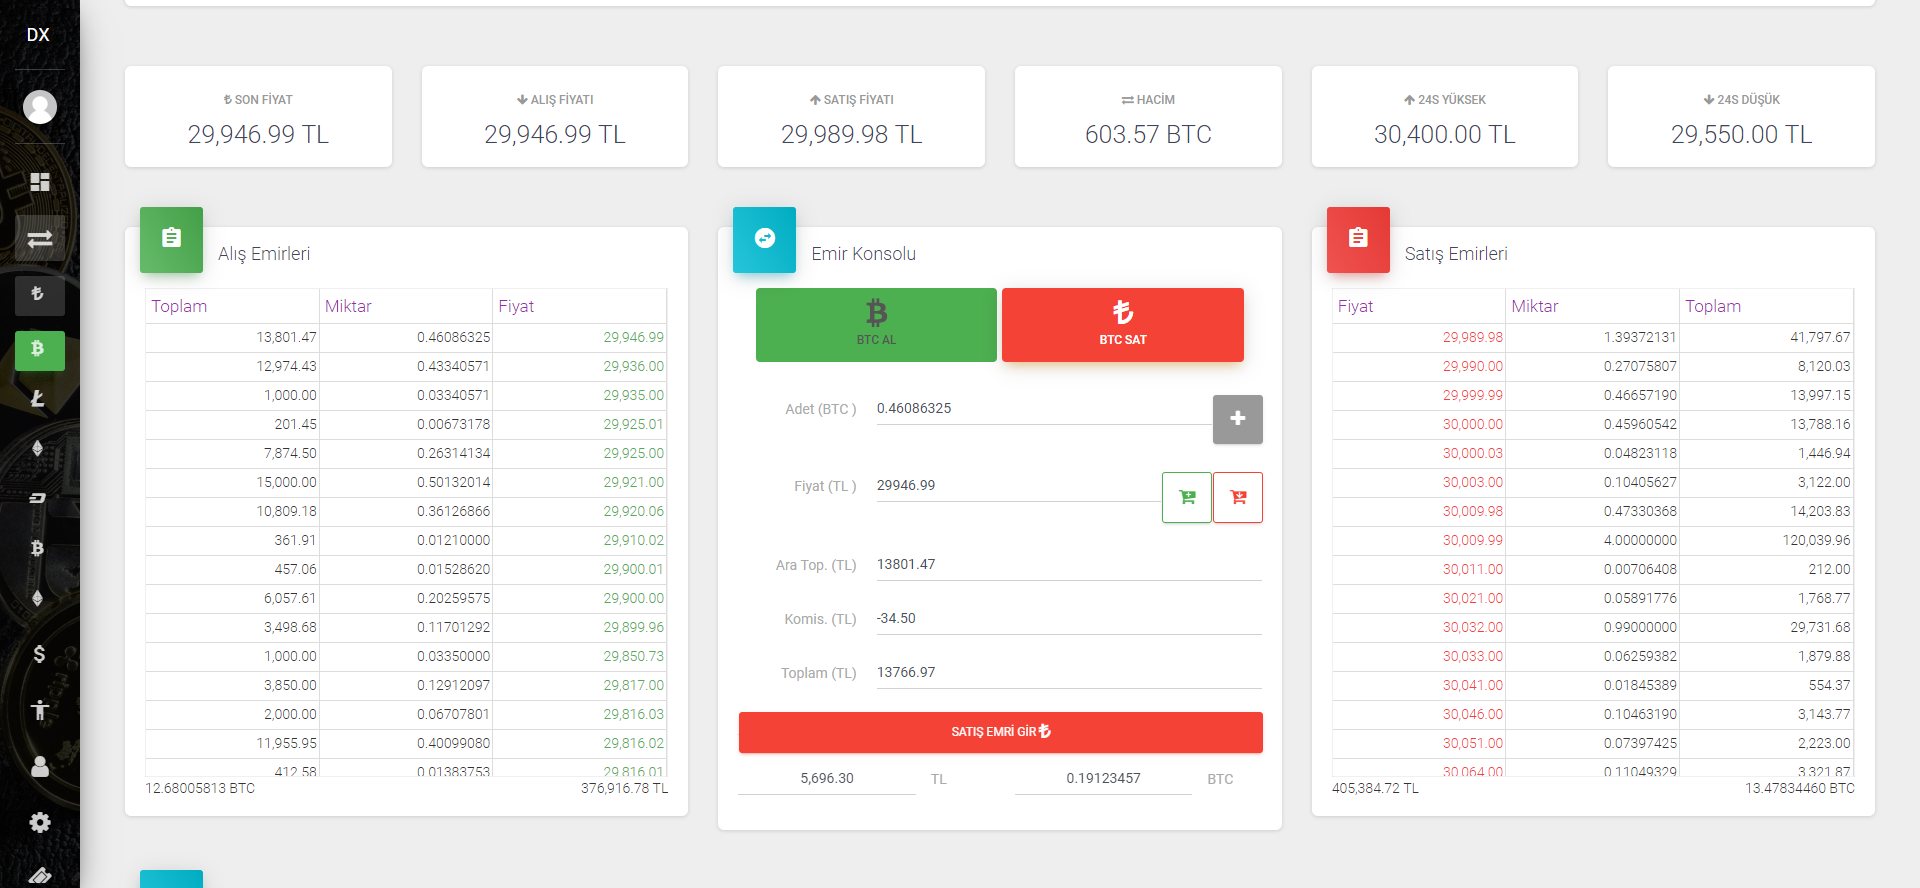 DX
SON FİYAT
29,946.99 TL
ALIŞ FİYATI
29,946.99 TL
SATIŞ FİYATI
29,989.98 TL
HACİM
603.57 BTC
24S YÜKSEK
30,400.00 TL
24S DÜŞÜK
29,550.00 TL
Alış Emirleri
Toplam Miktar Fiyat
13,801.47 0.46086325 29,946.99
12,974.43 0.43340571 29,936.00
1,000.00 0.03340571 29,935.00
201.45 0.00673178 29,925.01
7,874.50 0.26314134 29,925.00
15,000.00 0.50132014 29,921.00
10,809.18 0.36126866 29,920.06
361.91 0.01210000 29,910.02
457.06 0.01528620 29,900.01
6,057.61 0.20259575 29,900.00
3,498.68 0.11701292 29,899.96
1,000.00 0.03350000 29,850.73
3,850.00 0.12912097 29,817.00
2,000.00 0.06707801 29,816.03
11,955.95 0.40099080 29,816.02
412.58 0.01383753 29,816.01
12.68005813 BTC 376,916.78 TL
Emir Konsolu
BTC AL
BTC SAT
Adet (BTC ) 0.46086325
Fiyat (TL ) 29946.99
Ara Top. (TL) 13801.47
Komis. (TL) -34.50
Toplam (TL) 13766.97
SATIŞ EMRİ GİR
5,696.30 TL 0.19123457 BTC
Satış Emirleri
Fiyat Miktar Toplam
29,989.98 1.39372131 41,797.67
29,990.00 0.27075807 8,120.03
29,999.99 0.46657190 13,997.15
30,000.00 0.45960542 13,788.16
30,000.03 0.04823118 1,446.94
30,003.00 0.10405627 3,122.00
30,009.98 0.47330368 14,203.83
30,009.99 4.00000000 120,039.96
30,011.00 0.00706408 212.00
30,021.00 0.05891776 1,768.77
30,032.00 0.99000000 29,731.68
30,033.00 0.06259382 1,879.88
30,041.00 0.01845389 554.37
30,046.00 0.10463190 3,143.77
30,051.00 0.07397425 2,223.00
30,064.00 0.11049329 3,321.87
405,384.72 TL 13.47834460 BTC